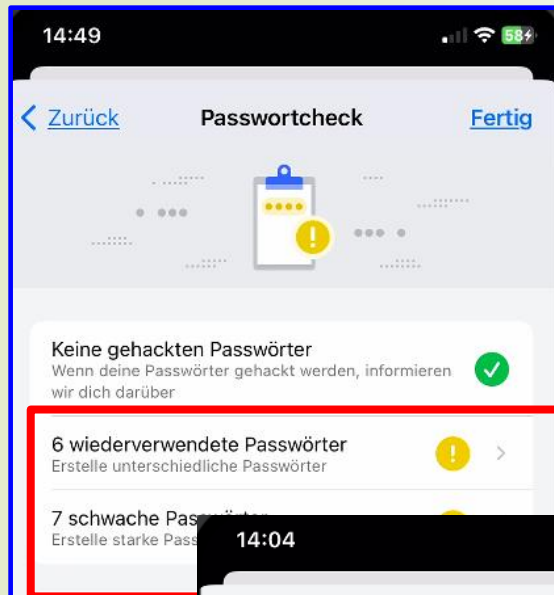 14:49
58
Zurück Passwortcheck Fertig
Keine gehackten Passwörter
Wenn deine Passwörter gehackt werden, informieren
wir dich darüber
6 wiederverwendete Passwörter
Erstelle unterschiedliche Passwörter
7 schwache
Erstelle starke
14:04